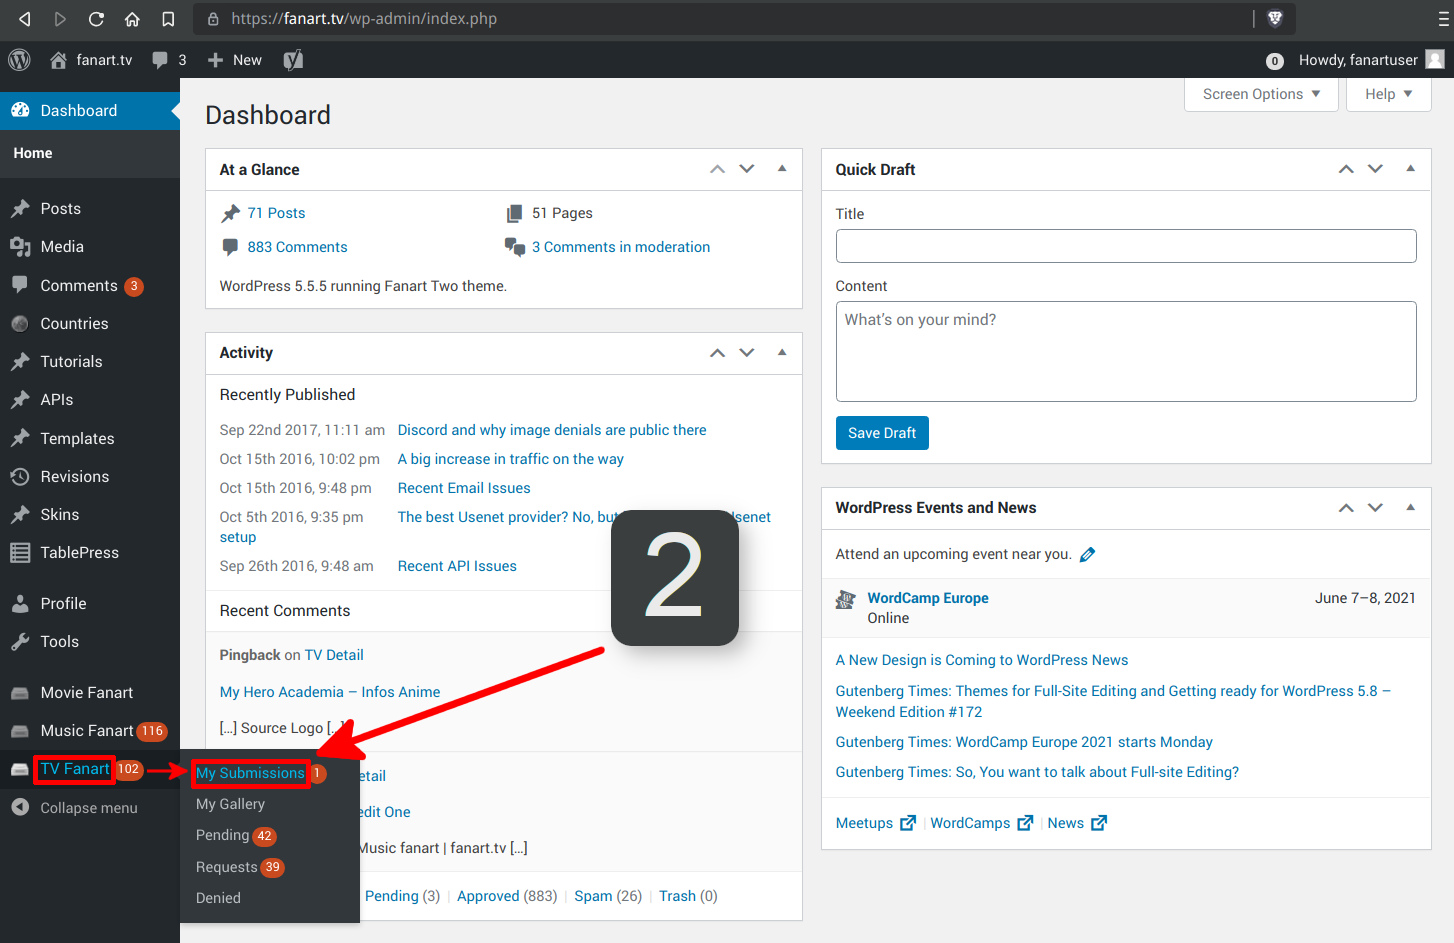 https://fanart.tv/wp-admin/index.php
fanart.tv 3 New
0 Howdy, fanartuser
Dashboard
Home
Posts
Media
Comments 3
Countries
Tutorials
APIs
Templates
Revisions
Skins
TablePress
Profile
Tools
Movie Fanart
Music Fanart 116
TV Fanart 102
Collapse menu
My Submissions 1
My Gallery
Pending 42
Requests 39
Denied
Screen Options
Help
Dashboard
At a Glance
71 Posts
51 Pages
883 Comments
3 Comments in moderation
WordPress 5.5.5 running Fanart Two theme.
Activity
Recently Published
Sep 22nd 2017, 11:11 am Discord and why image denials are public there
Oct 15th 2016, 10:02 pm A big increase in traffic on the way
Oct 15th 2016, 9:48 pm Recent Email Issues
Oct 5th 2016, 9:35 pm The best Usenet provider? No, but
setup
Sep 26th 2016, 9:48 am Recent API Issues
2
Recent Comments
Pingback on TV Detail
My Hero Academia – Infos Anime
[…] Source Logo […]
etail
edit One
Music fanart | fanart.tv […]
Pending (3) | Approved (883) | Spam (26) | Trash (0)
Quick Draft
Title
Content
What's on your mind?
Save Draft
WordPress Events and News
Attend an upcoming event near you.
WordCamp Europe
June 7–8, 2021
Online
A New Design is Coming to WordPress News
Gutenberg Times: Themes for Full-Site Editing and Getting ready for WordPress 5.8 –
Weekend Edition #172
Gutenberg Times: WordCamp Europe 2021 starts Monday
Gutenberg Times: So, You want to talk about Full-site Editing?
Meetups | WordCamps | News